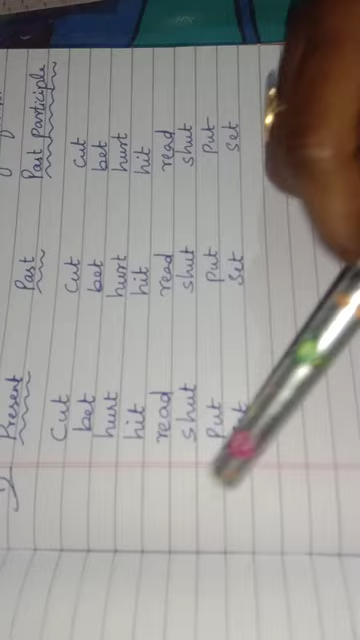 Present Past Past Participle
Cut cut cut
bet bet bet
hurt hurt hurt
hit hit hit
read read read
shut shut shut
Put Put Put
set set